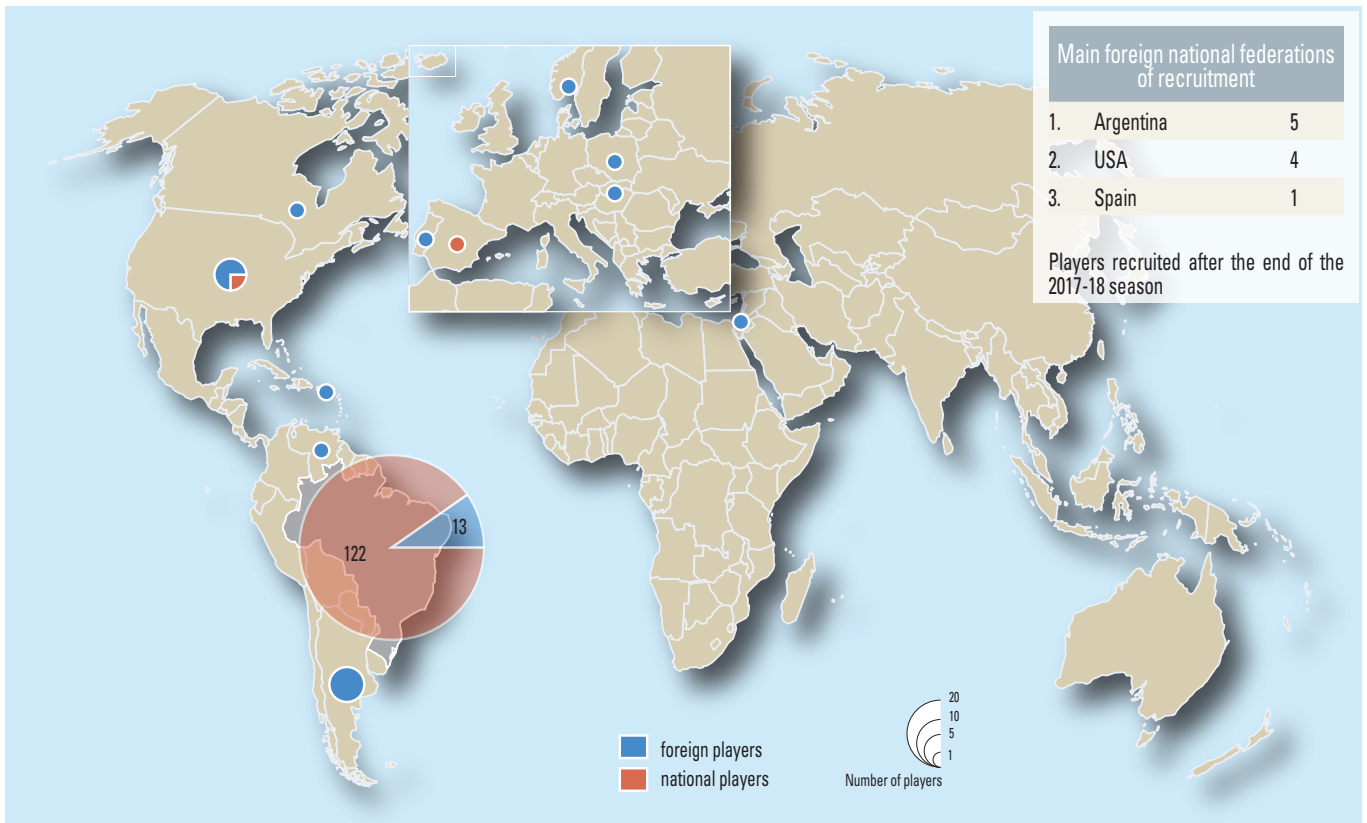 Main foreign national federations
of recruitment
1. Argentina 5
2. USA 4
3. Spain 1
Players recruited after the end of the
2017-18 season
13
122
foreign players
national players
20
10
5
1
Number of players